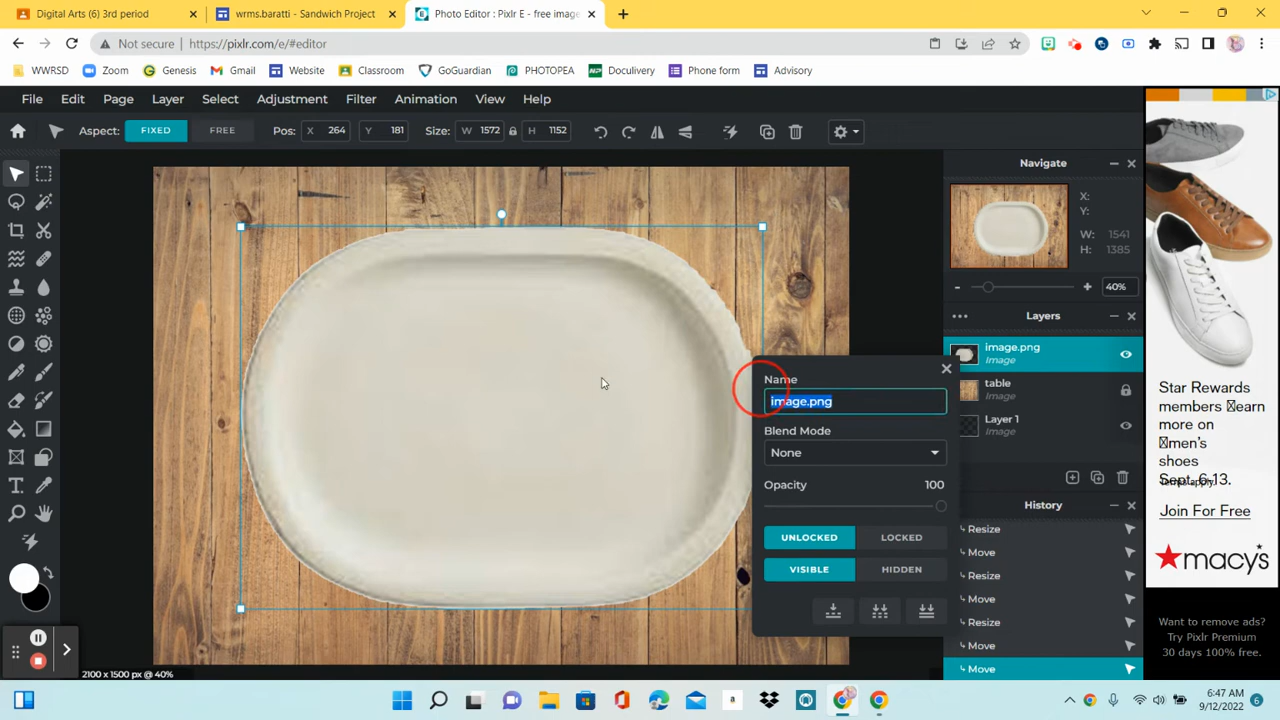 Digital Arts (6) 3rd period
wrms.baratti - Sandwich Project
Photo Editor : Pixlr E - free image
Not secure
https://pixlr.com/e/#editor
WWRSD
Zoom
Genesis
Gmail
Website
Classroom
GoGuardian
PHOTOPEA
Doculivery
Phone form
Advisory
File Edit Page Layer Select Adjustment Filter Animation View Help
Aspect: FIXED FREE Pos: X 264 Y 181 Size: W 1572 H 1152
Navigate
X:
Y:
W: 1541
H: 1385
40%
Layers
image.png
Image
table
Image
Layer 1
Image
Name
image.png
Blend Mode
None
Opacity 100
UNLOCKED LOCKED
VISIBLE HIDDEN
History
Resize
Move
Resize
Move
Resize
Move
Move
2100 x 1500 px @ 40%
Star Rewards
members earn
more on
men's
shoes
Sept. 6-13.
Join For Free
macy's
Want to remove ads?
Try Pixlr Premium
30 days 100% free.
6:47 AM
9/12/2022
6